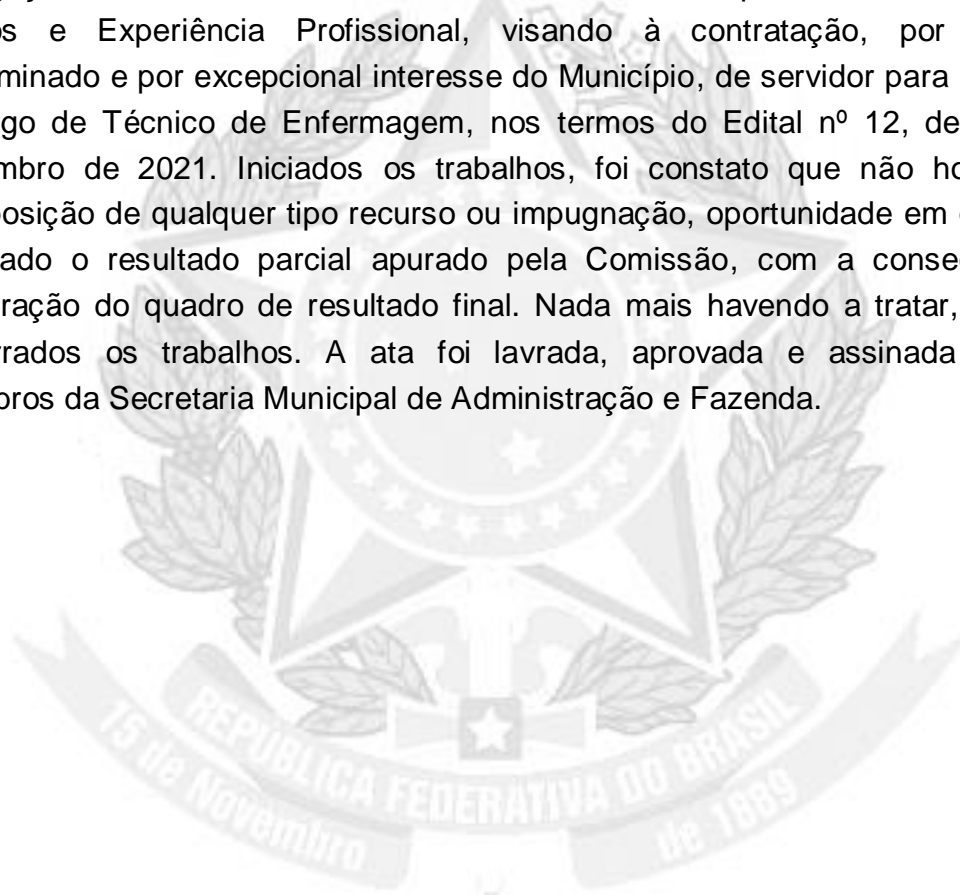 os e Experiência Profissional, visando à contratação, por
minado e por excepcional interesse do Município, de servidor para
go de Técnico de Enfermagem, nos termos do Edital nº 12, de
mbro de 2021. Iniciados os trabalhos, foi constato que não ho
posição de qualquer tipo recurso ou impugnação, oportunidade em
ado o resultado parcial apurado pela Comissão, com a conse
ração do quadro de resultado final. Nada mais havendo a tratar,
rrados os trabalhos. A ata foi lavrada, aprovada e assinada
bros da Secretaria Municipal de Administração e Fazenda.
REPÚBLICA FEDERATIVA DO BRASIL
15 de Novembro de 1889